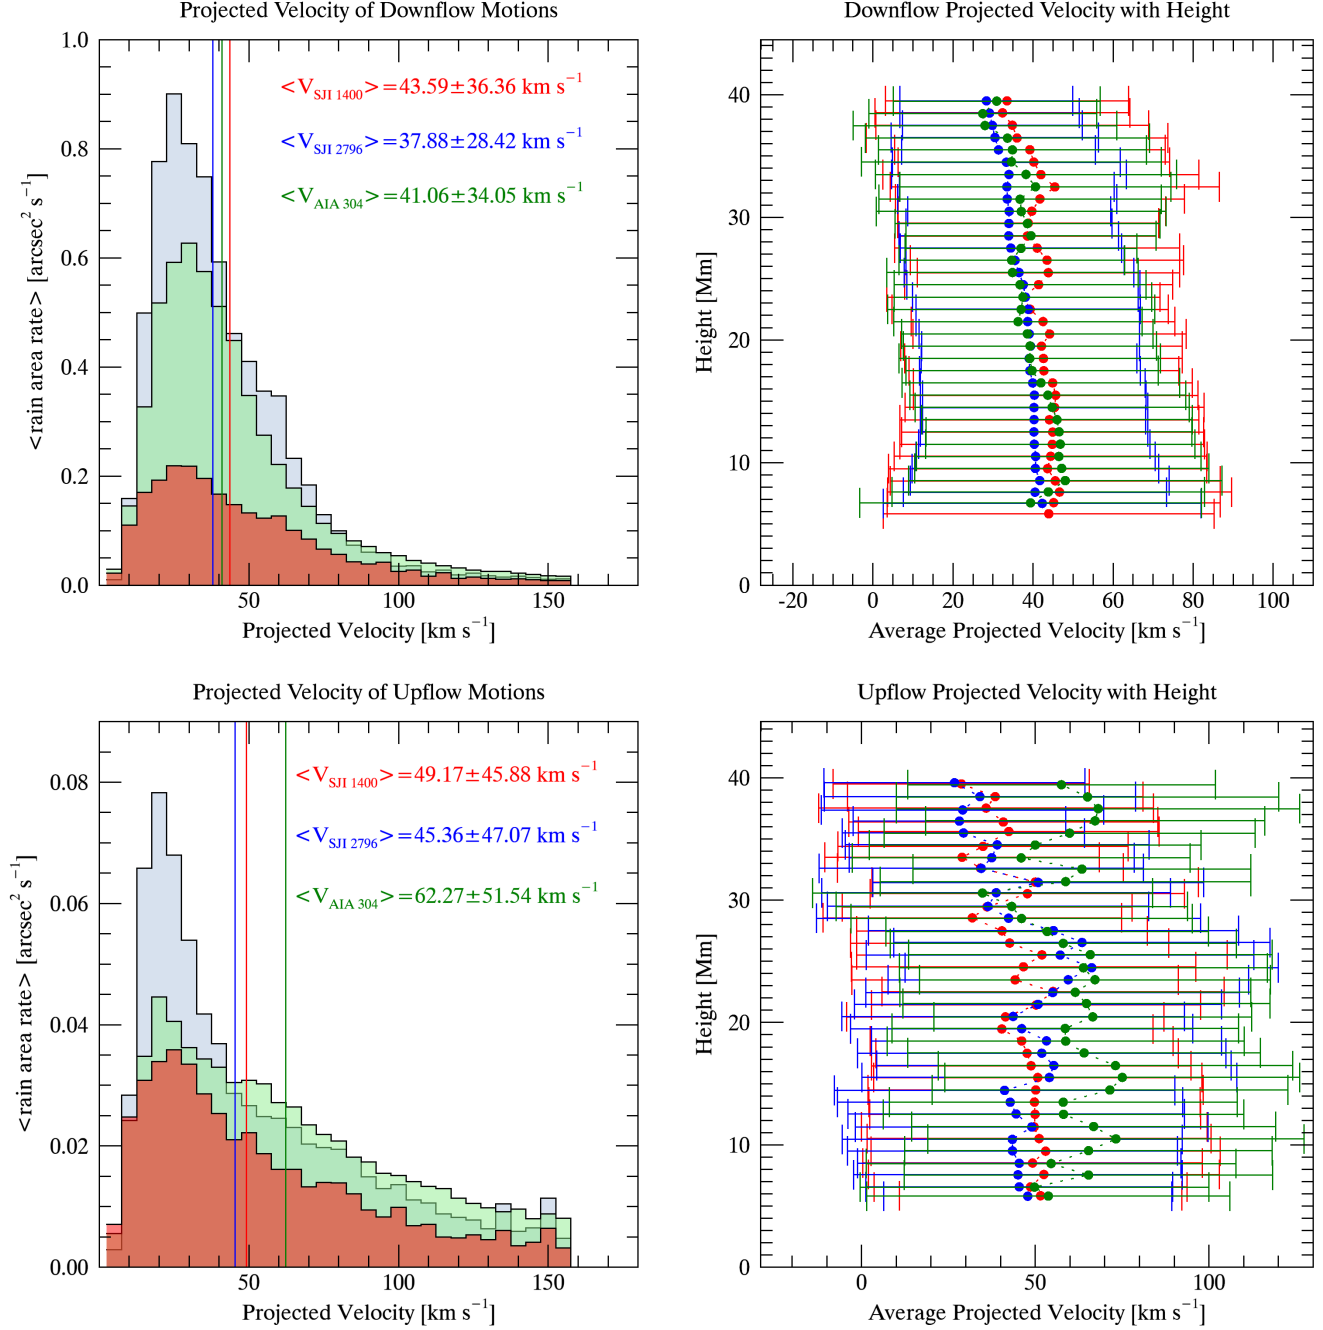 Projected Velocity of Downflow Motions
<V_SJI 1400>=43.59±36.36 km s⁻¹
<V_SJI 2796>=37.88±28.42 km s⁻¹
<V_AIA 304>=41.06±34.05 km s⁻¹
<rain area rate> [arcsec² s⁻¹]
1.0
0.8
0.6
0.4
0.2
0.0
50 100 150
Projected Velocity [km s⁻¹]
Downflow Projected Velocity with Height
Height [Mm]
40
30
20
10
0
-20 0 20 40 60 80 100
Average Projected Velocity [km s⁻¹]
Projected Velocity of Upflow Motions
<V_SJI 1400>=49.17±45.88 km s⁻¹
<V_SJI 2796>=45.36±47.07 km s⁻¹
<V_AIA 304>=62.27±51.54 km s⁻¹
<rain area rate> [arcsec² s⁻¹]
0.08
0.06
0.04
0.02
0.00
50 100 150
Projected Velocity [km s⁻¹]
Upflow Projected Velocity with Height
Height [Mm]
40
30
20
10
0
0 50 100
Average Projected Velocity [km s⁻¹]